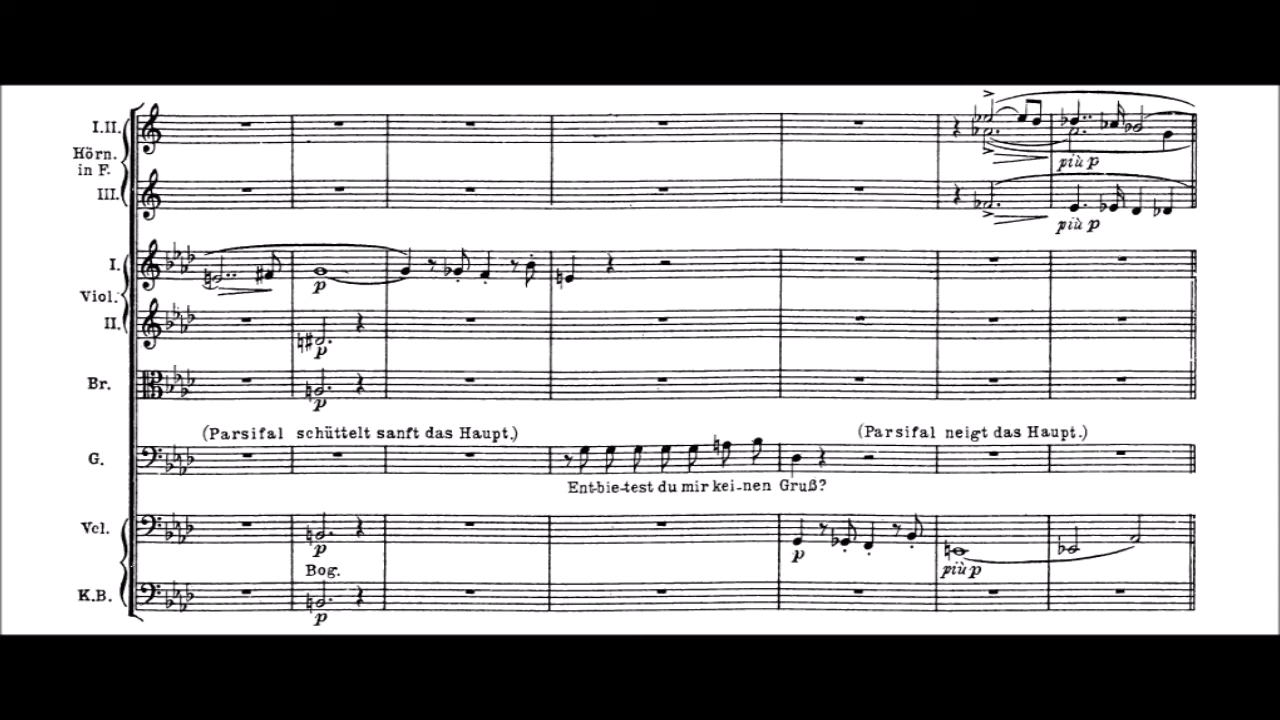 I.II.
Hörn.
in F.
III.
più p
più p
I.
Viol.
II.
p
p
Br.
p
(Parsifal schüttelt sanft das Haupt.)
(Parsifal neigt das Haupt.)
G.
Ent-bie-test du mir kei-nen Gruß?
Vcl.
p
p
più p
Bog.
K.B.
p